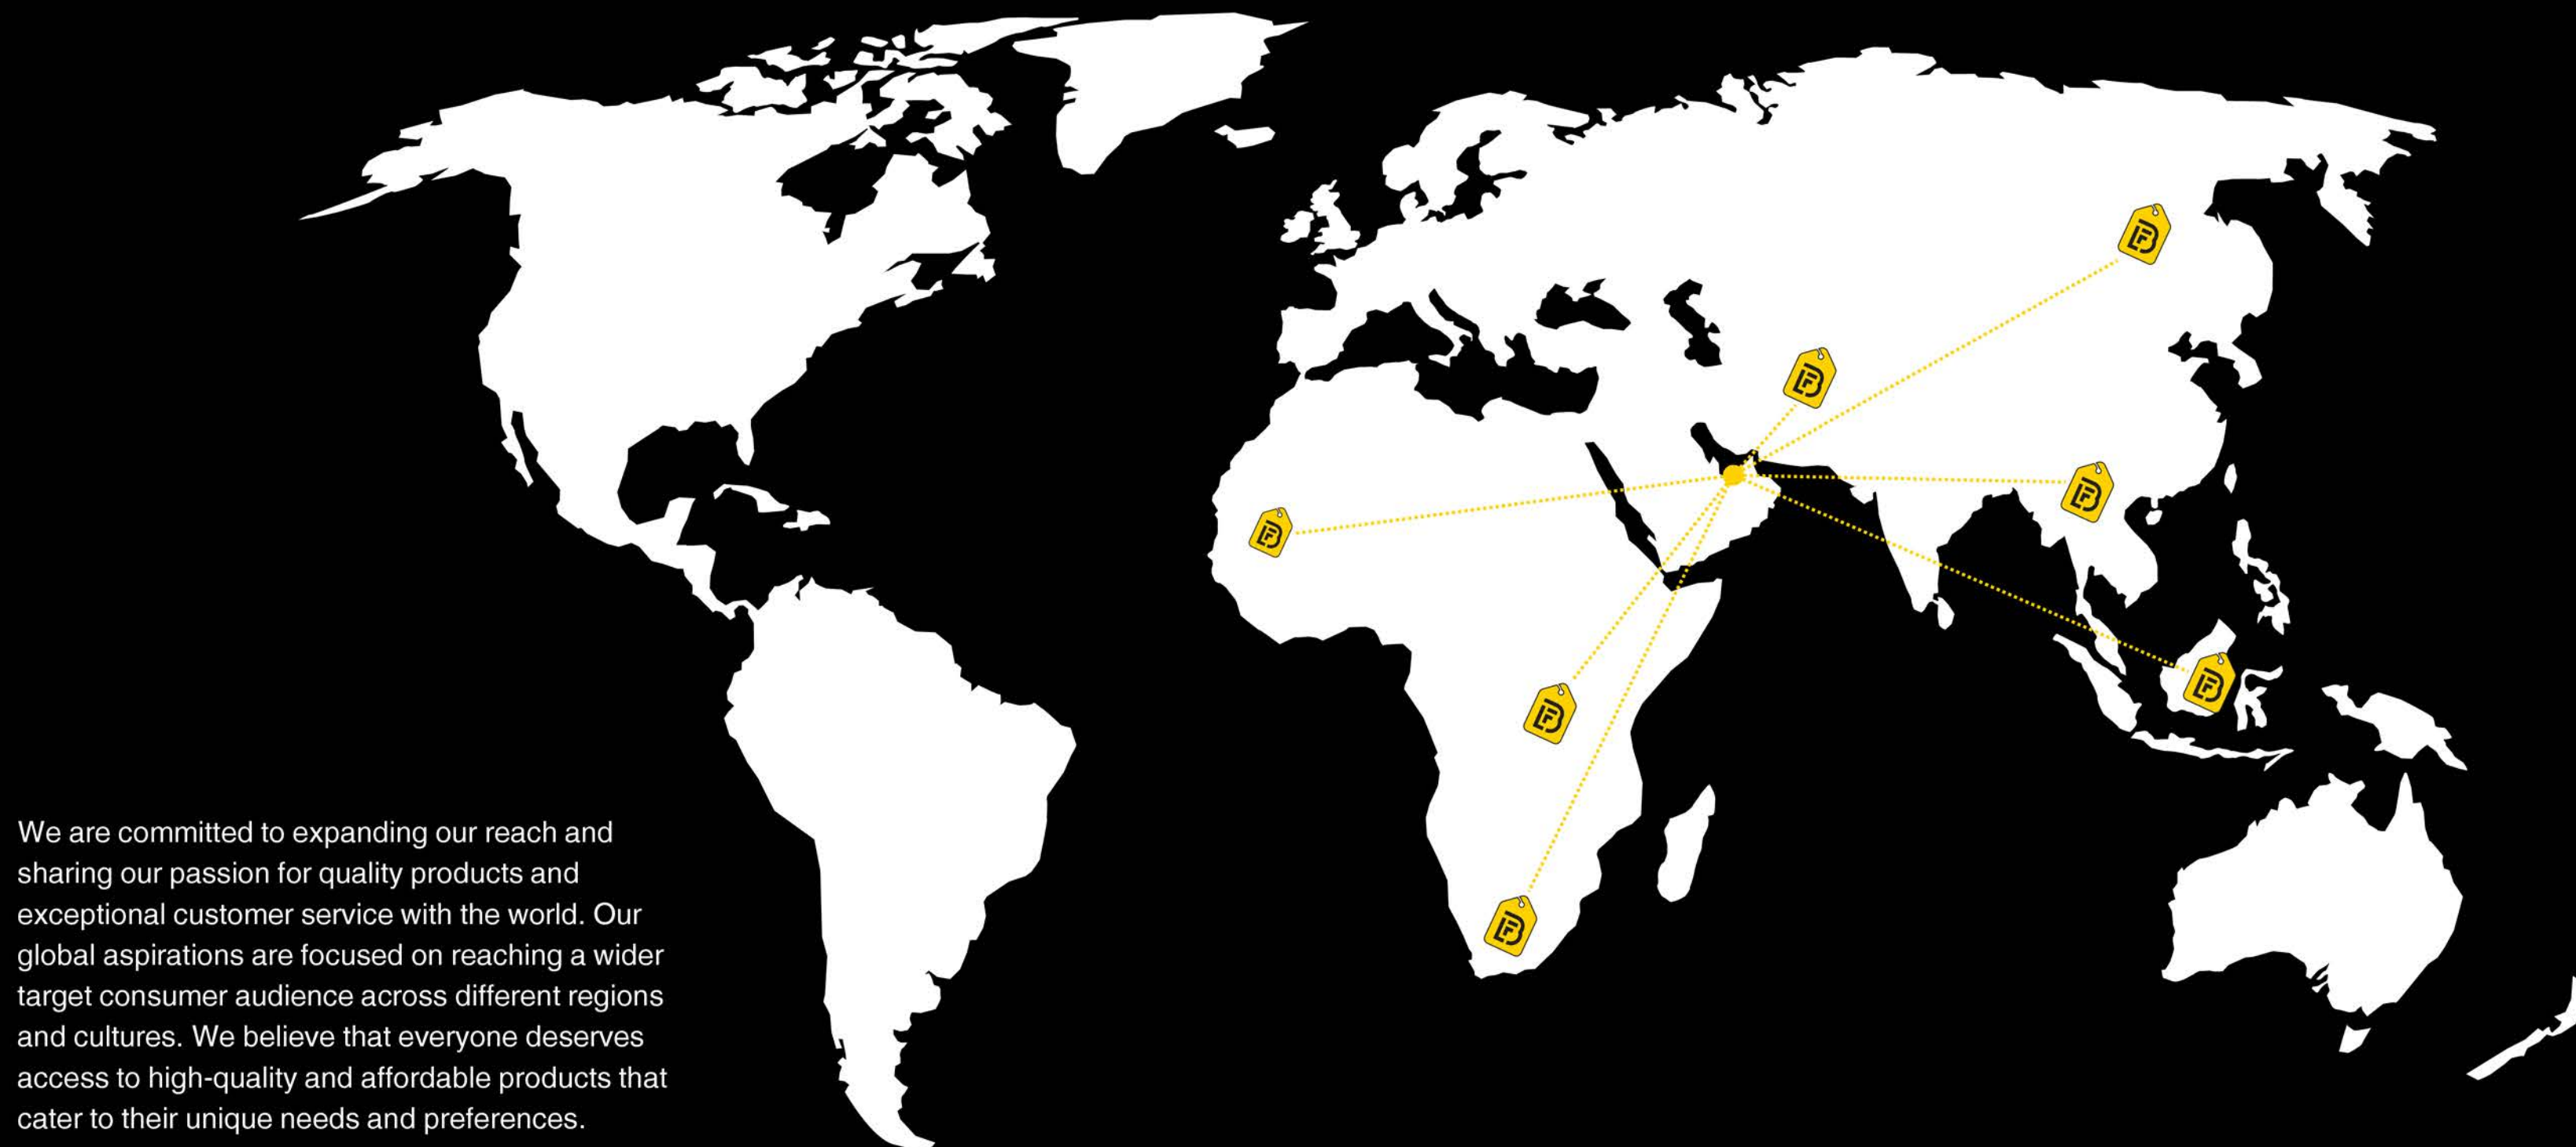 We are committed to expanding our reach and
sharing our passion for quality products and
exceptional customer service with the world. Our
global aspirations are focused on reaching a wider
target consumer audience across different regions
and cultures. We believe that everyone deserves
access to high-quality and affordable products that
cater to their unique needs and preferences.